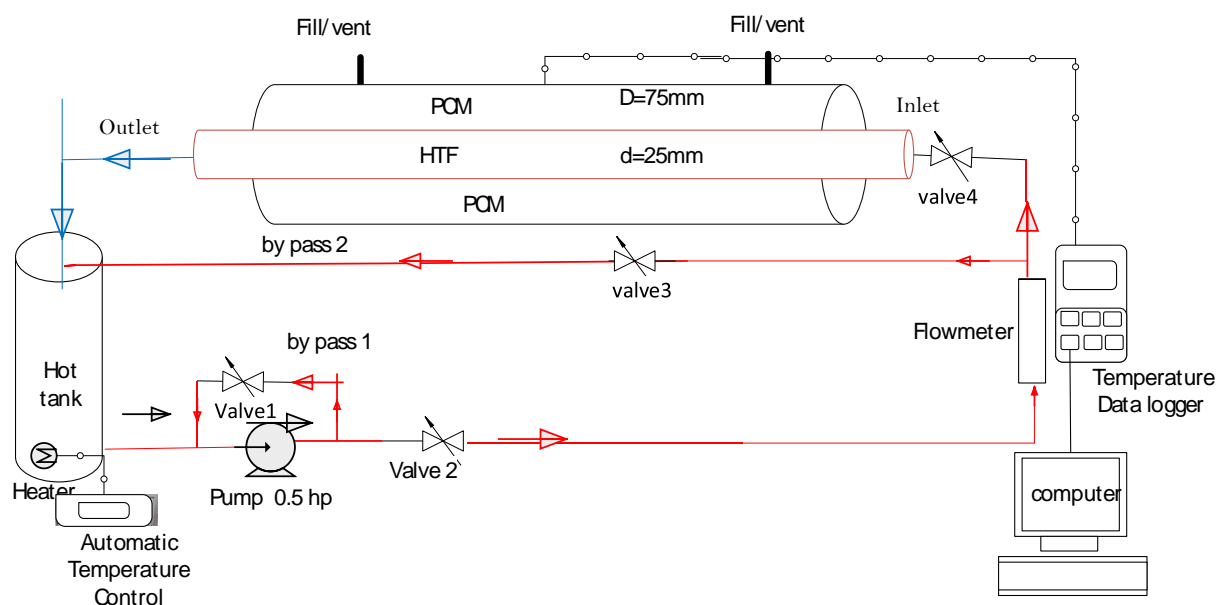 Fill/ vent
Fill/ vent
PCM
D=75mm
Inlet
Outlet
HTF
d=25mm
valve4
PCM
by pass 2
valve3
Flowmeter
by pass 1
Hot
tank
Valve1
Temperature
Data logger
Valve 2
Heater
Pump 0.5 hp
computer
Automatic
Temperature
Control